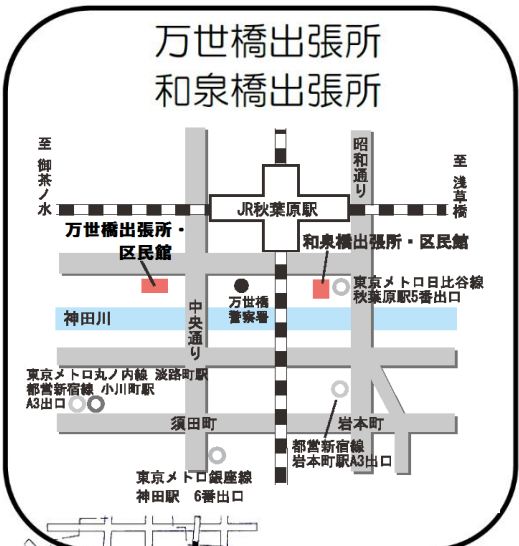 万世橋出張所
和泉橋出張所
至 御茶ノ水
昭和通り
至 浅草橋
JR秋葉原駅
万世橋出張所・
区民館
和泉橋出張所・区民館
東京メトロ日比谷線
秋葉原駅5番出口
万世橋
警察署
中央通り
神田川
東京メトロ丸ノ内線 淡路町駅
都営新宿線 小川町駅
A3出口
須田町
岩本町
都営新宿線
岩本町駅A3出口
東京メトロ銀座線
神田駅 6番出口